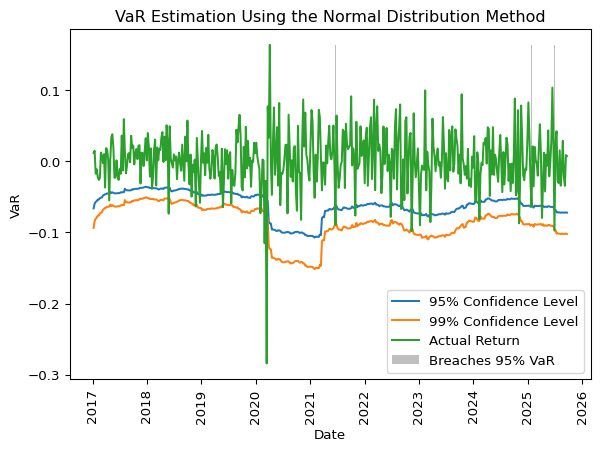 VaR Estimation Using the Normal Distribution Method
VaR
0.1
0.0
−0.1
−0.2
−0.3
95% Confidence Level
99% Confidence Level
Actual Return
Breaches 95% VaR
2017
2018
2019
2020
2021
2022
2023
2024
2025
2026
Date